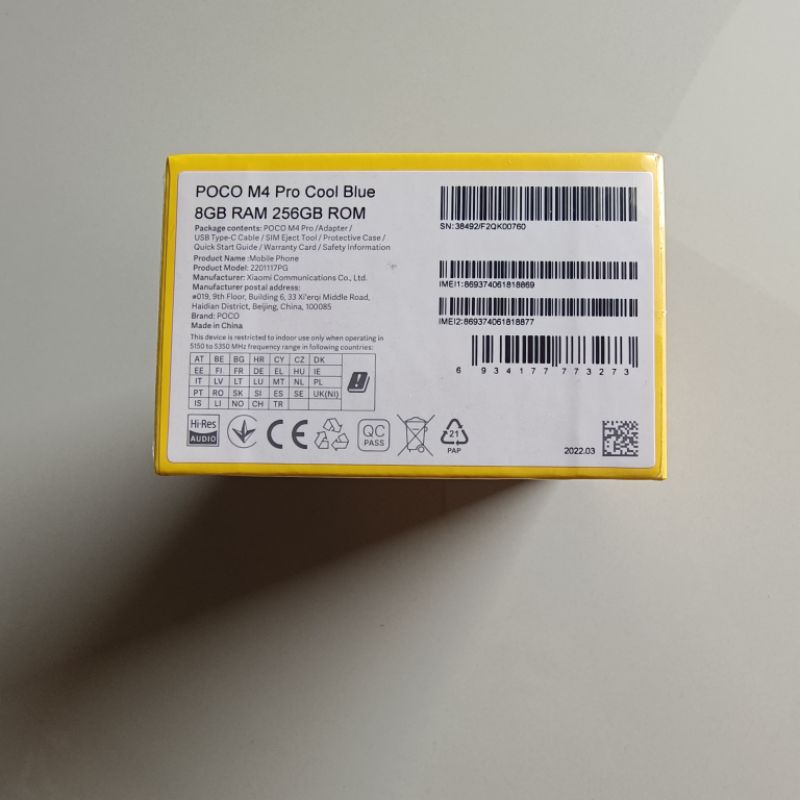 POCO M4 Pro Cool Blue
8GB RAM 256GB ROM
Package contents: POCO M4 Pro /Adapter /
USB Type-C Cable / SIM Eject Tool / Protective Case /
Quick Start Guide / Warranty Card / Safety Information
Product Name :Mobile Phone
Product Model: 2201117PG
Manufacturer: Xiaomi Communications Co., Ltd.
Manufacturer postal address:
#019, 9th Floor, Building 6, 33 Xi'erqi Middle Road,
Haidian District, Beijing, China, 100085
Brand: POCO
Made in China
This device is restricted to indoor use only when operating in
5150 to 5350 MHz frequency range in following countries:
AT BE BG HR CY CZ DK
EE FI FR DE EL HU IE
IT LV LT LU MT NL PL
PT RO SK SI ES SE UK(NI)
IS LI NO CH TR
Hi-Res
AUDIO
CE
QC
PASS
21
PAP
SN:38492/F2QK00760
IMEI1:869374061818869
IMEI2:869374061818877
6 934177 773273
2022.03